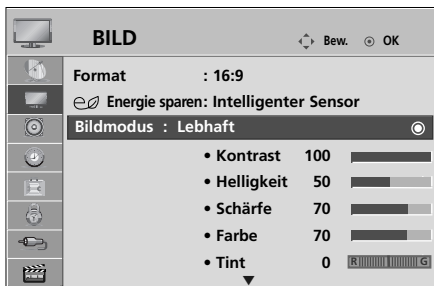 BILD
Bew. OK
Format : 16:9
Energie sparen: Intelligenter Sensor
Bildmodus : Lebhaft
• Kontrast 100
• Helligkeit 50
• Schärfe 70
• Farbe 70
• Tint 0 R G